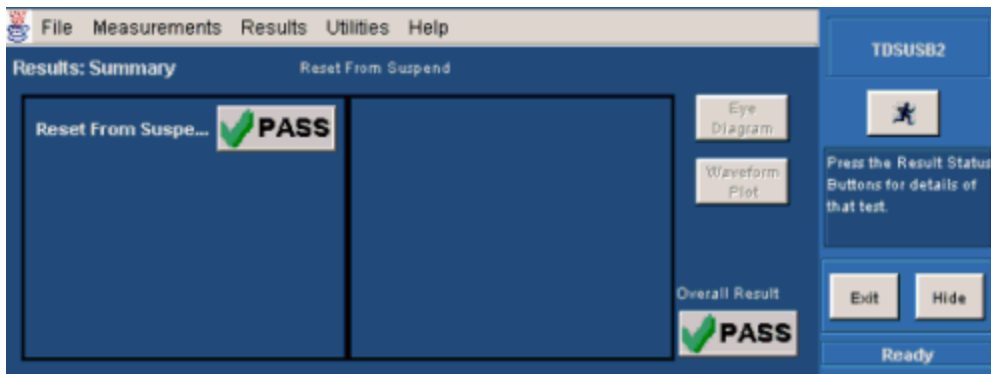 File Measurements Results Utilities Help
TDSUSB2
Results: Summary
Reset From Suspend
Reset From Suspe... PASS
Eye
Diagram
Waveform
Plot
Press the Result Status
Buttons for details of
that test.
Overall Result
PASS
Exit
Hide
Ready